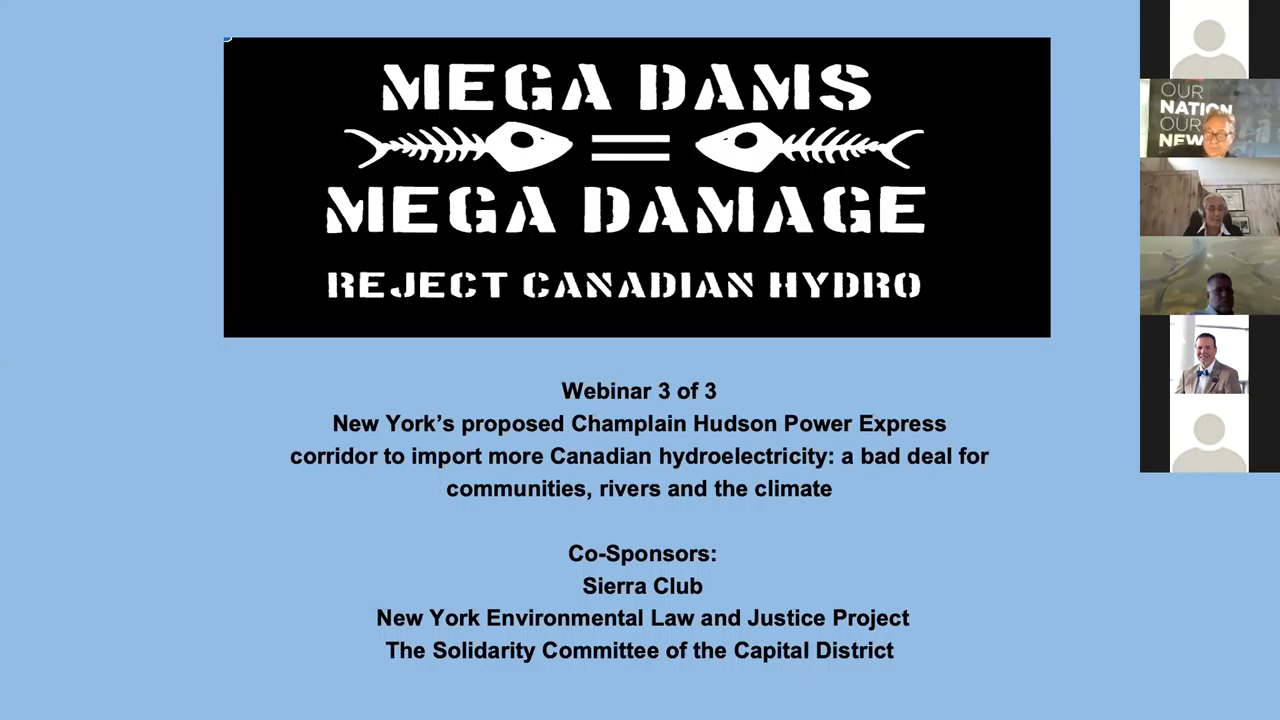 MEGA DAMS
=
MEGA DAMAGE
REJECT CANADIAN HYDRO
Webinar 3 of 3
New York’s proposed Champlain Hudson Power Express
corridor to import more Canadian hydroelectricity: a bad deal for
communities, rivers and the climate
Co-Sponsors:
Sierra Club
New York Environmental Law and Justice Project
The Solidarity Committee of the Capital District
OUR
NATION
OUR
NEW